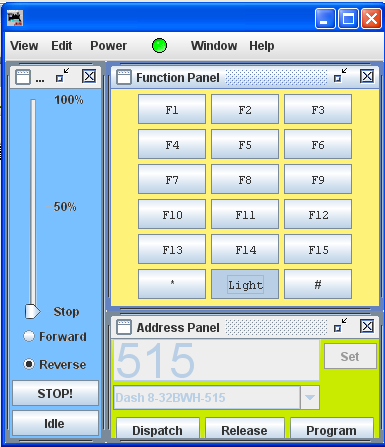 View Edit Power Window Help
...
Function Panel
100%
50%
Stop
Forward
Reverse
STOP!
Idle
F1 F2 F3
F4 F5 F6
F7 F8 F9
F10 F11 F12
F13 F14 F15
* Light #
Address Panel
515
Set
Dash 8-32BWH-515
Dispatch Release Program